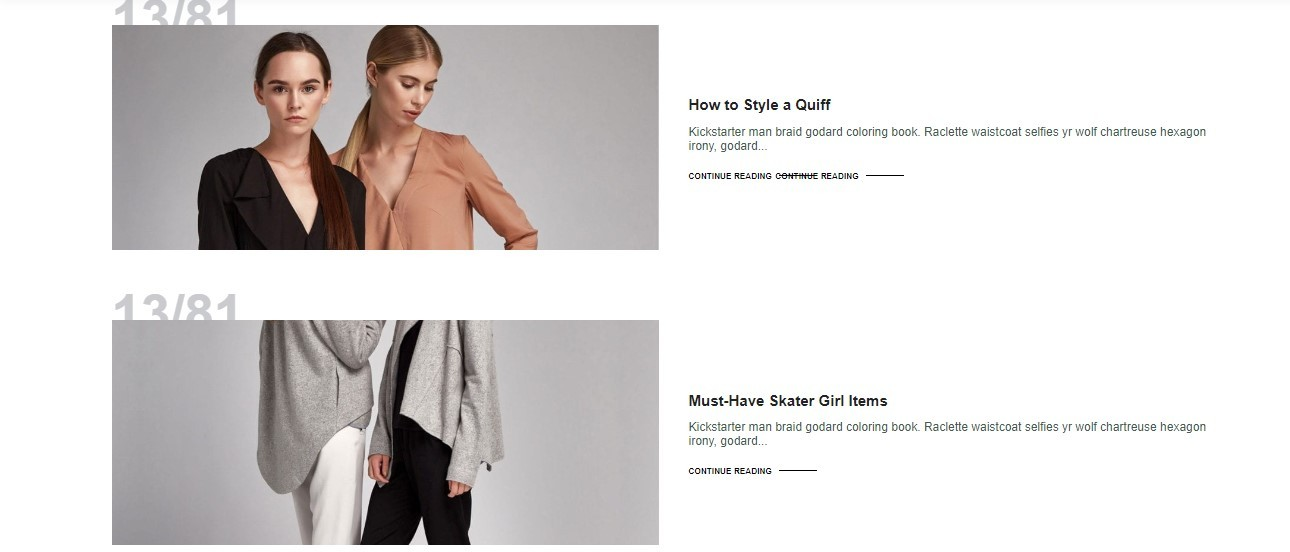 13/81
How to Style a Quiff
Kickstarter man braid godard coloring book. Raclette waistcoat selfies yr wolf chartreuse hexagon
irony, godard...
CONTINUE READING CONTINUE READING
13/81
Must-Have Skater Girl Items
Kickstarter man braid godard coloring book. Raclette waistcoat selfies yr wolf chartreuse hexagon
irony, godard...
CONTINUE READING